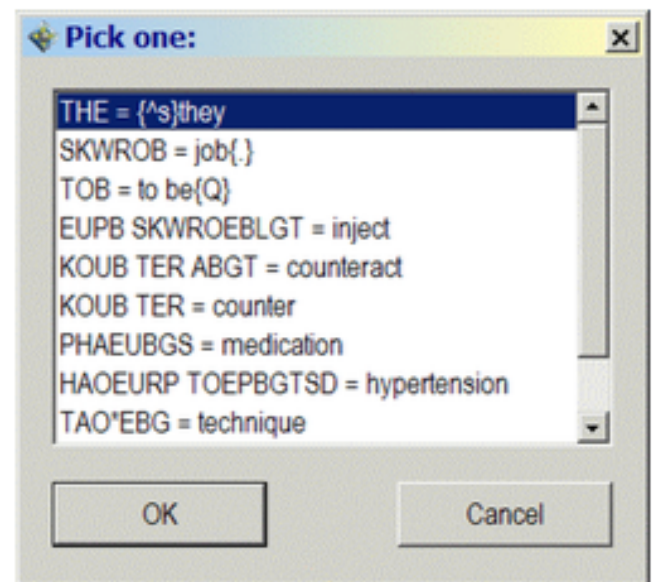 Pick one:
THE = {^s}they
SKWROB = job{.}
TOB = to be{Q}
EUPB SKWROEBLGT = inject
KOUB TER ABGT = counteract
KOUB TER = counter
PHAEUBGS = medication
HAOEURP TOEPBGTSD = hypertension
TAO*EBG = technique
OK
Cancel